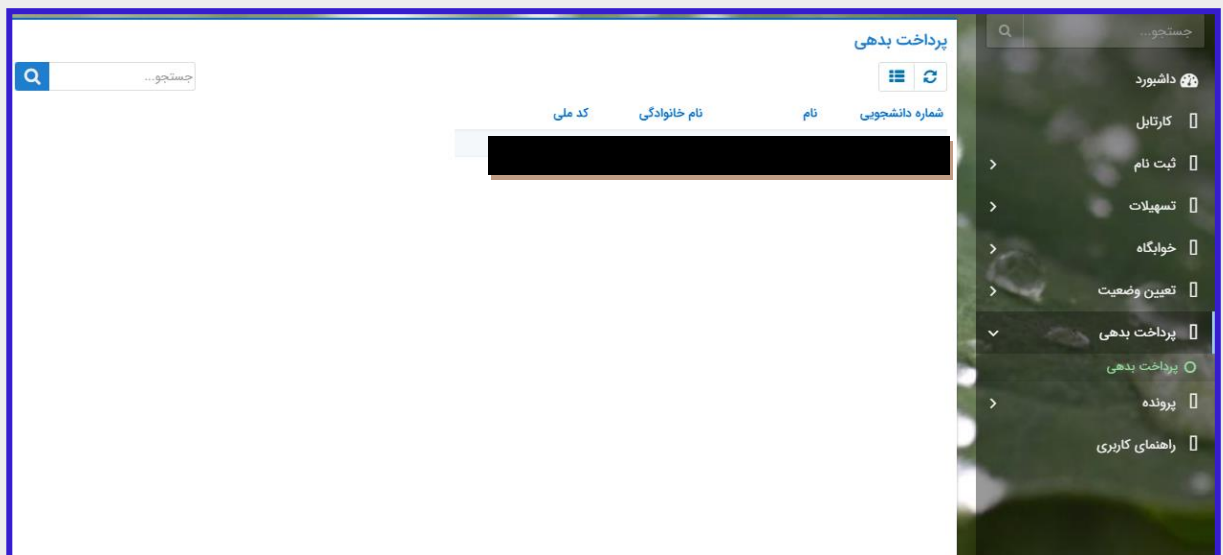 جستجو...
داشبورد
کارتابل
ثبت نام
تسهیلات
خوابگاه
تعیین وضعیت
پرداخت بدهی
پرداخت بدهی
پرونده
راهنمای کاربری
پرداخت بدهی
جستجو...
شماره دانشجویی نام نام خانوادگی کد ملی